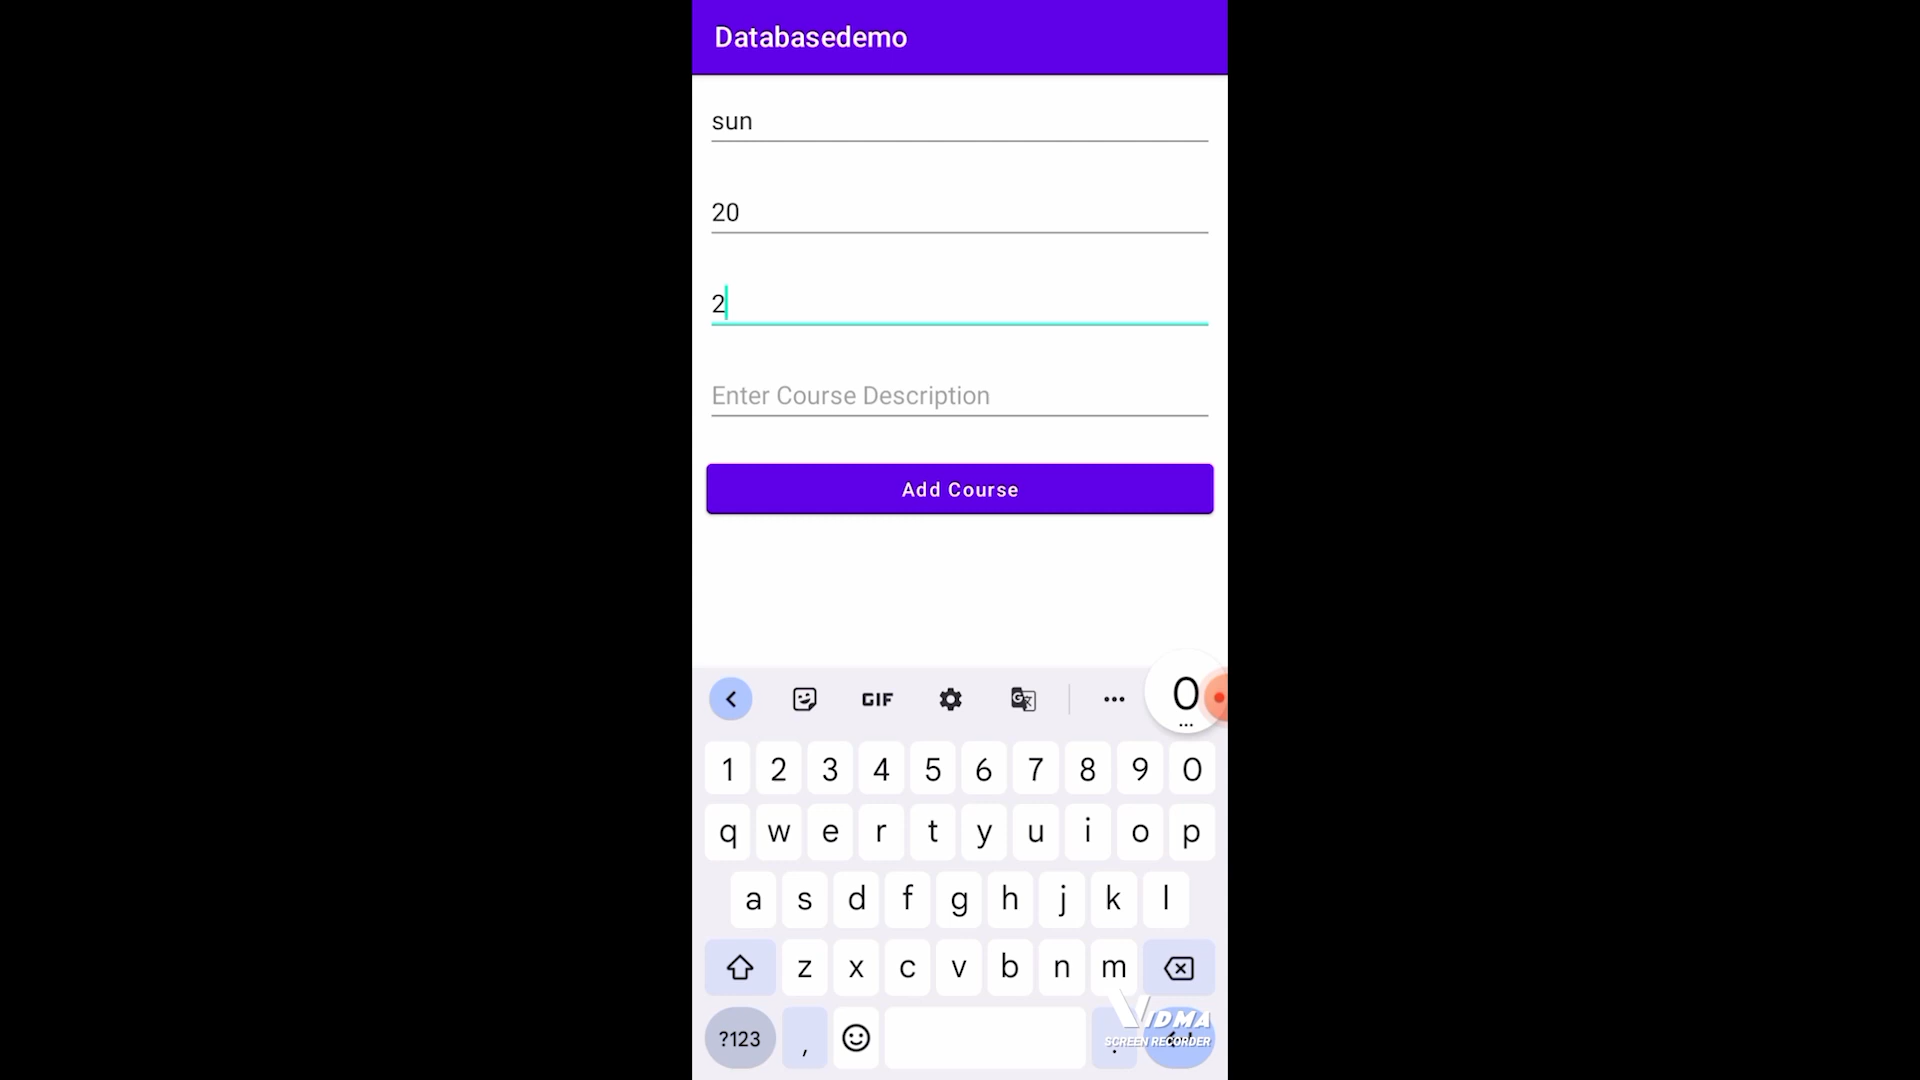 Databasedemo
sun
20
2
Enter Course Description
Add Course
GIF
0
1 2 3 4 5 6 7 8 9 0
q w e r t y u i o p
a s d f g h j k l
z x c v b n m
?123 , .
VIDMA
SCREEN RECORDER